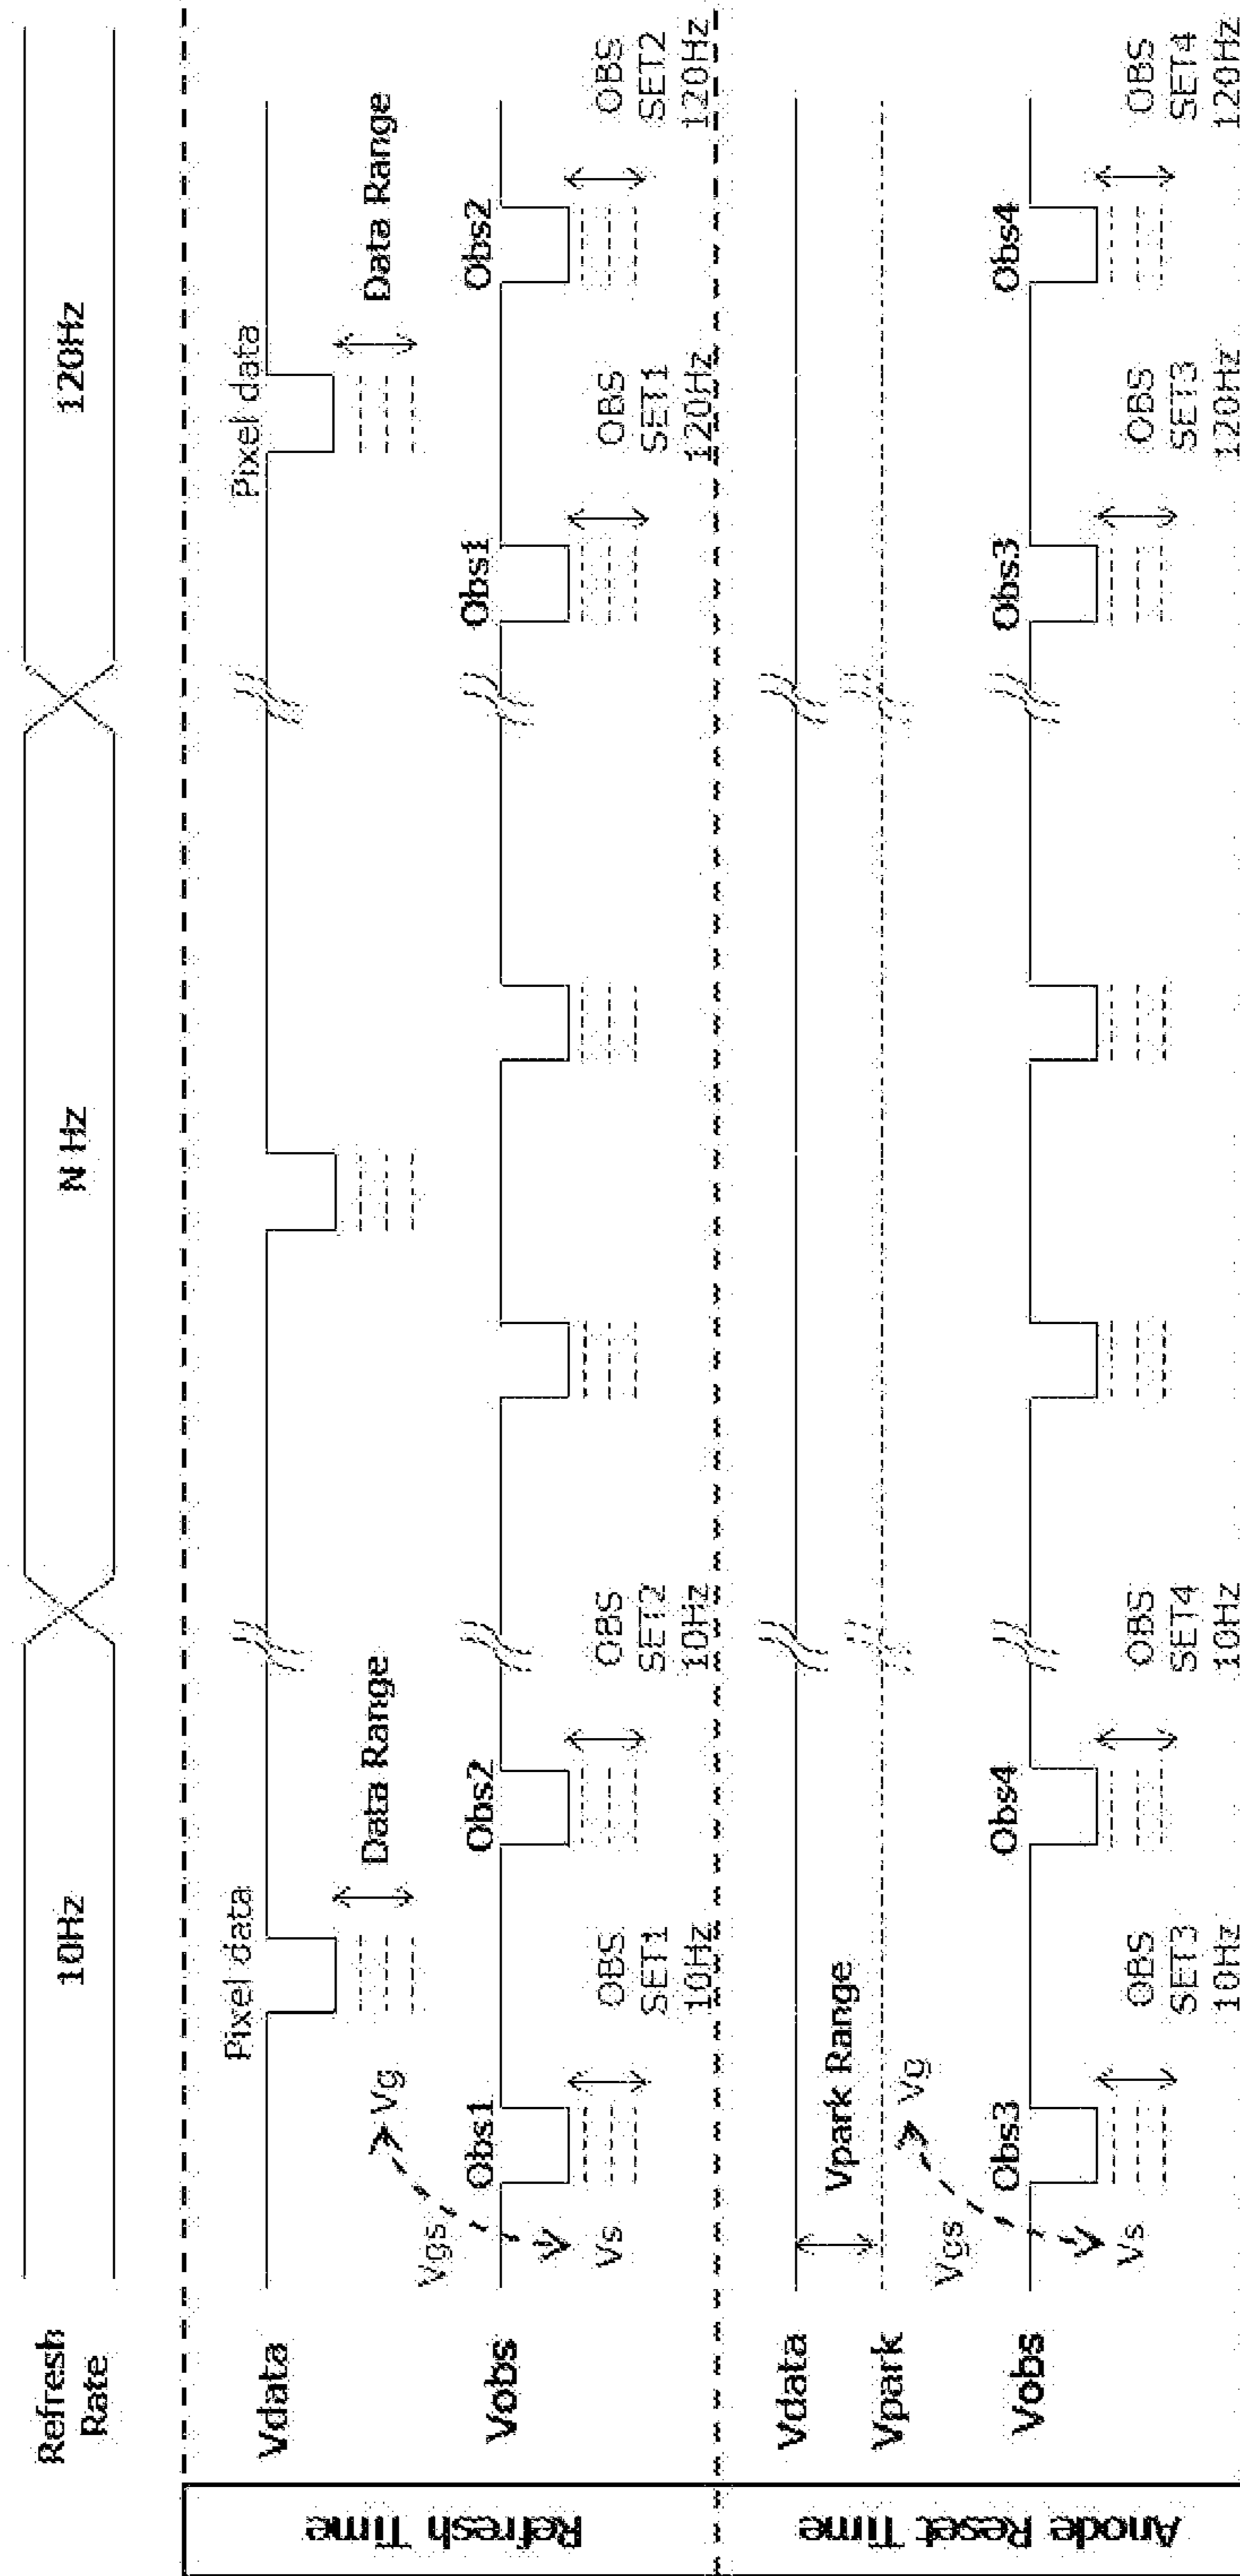 Refresh
Rate
10Hz
N Hz
120Hz
Refresh Time
Vdata
Pixel data
Data Range
Pixel data
Data Range
Vgs
Vg
Vs
Vobs
Obs1
Obs2
Obs1
Obs2
OBS
SET1
10Hz
OBS
SET2
10Hz
OBS
SET1
120Hz
OBS
SET2
120Hz
Anode Reset Time
Vdata
Vpark Range
Vpark
Vgs
Vg
Vs
Vobs
Obs3
Obs4
Obs3
Obs4
OBS
SET3
10Hz
OBS
SET4
10Hz
OBS
SET3
120Hz
OBS
SET4
120Hz